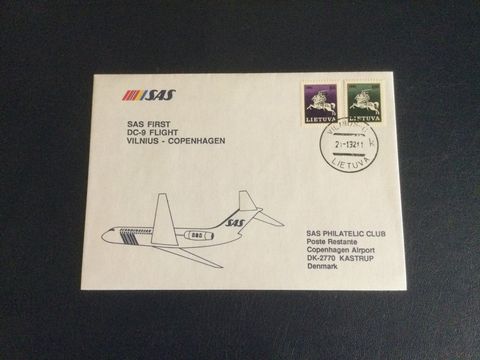 SAS
SAS FIRST
DC-9 FLIGHT
VILNIUS - COPENHAGEN
LIETUVA
LIETUVA
LIETUVA
SAS
SAS PHILATELIC CLUB
Poste Restante
Copenhagen Airport
DK-2770 KASTRUP
Denmark